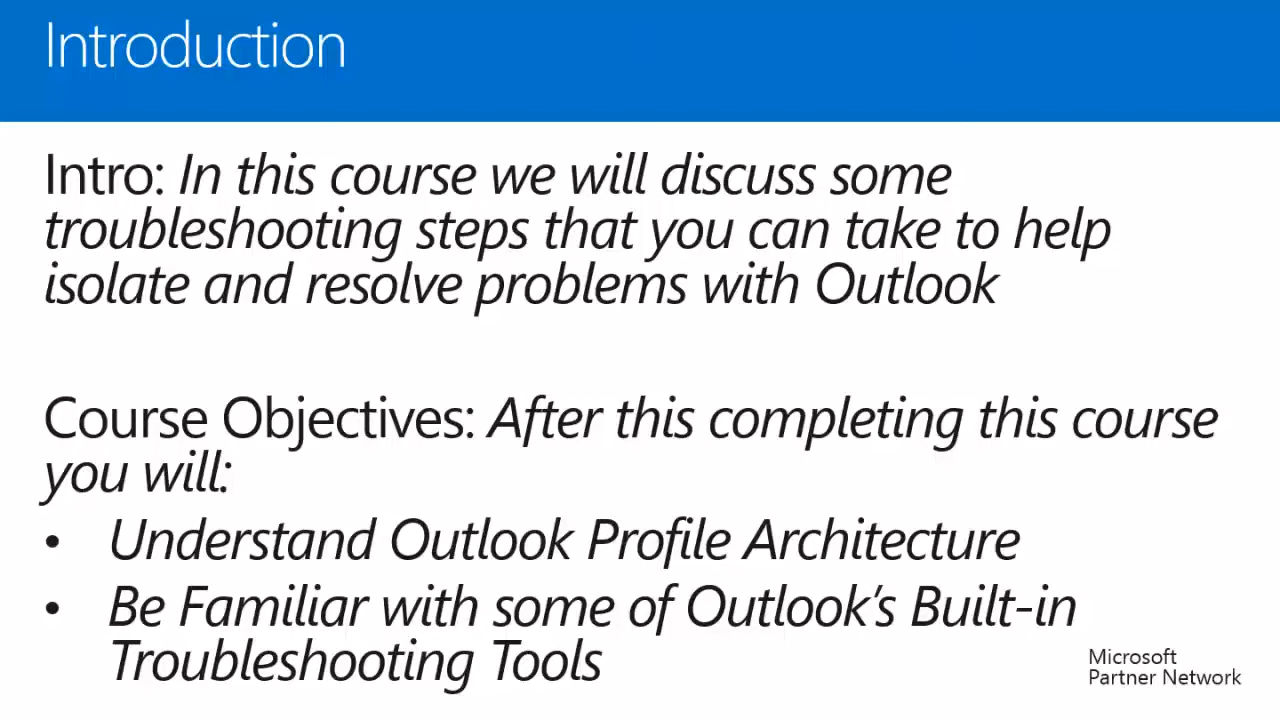 Introduction
Intro: In this course we will discuss some
troubleshooting steps that you can take to help
isolate and resolve problems with Outlook
Course Objectives: After this completing this course
you will:
• Understand Outlook Profile Architecture
• Be Familiar with some of Outlook’s Built-in
Troubleshooting Tools
Microsoft
Partner Network